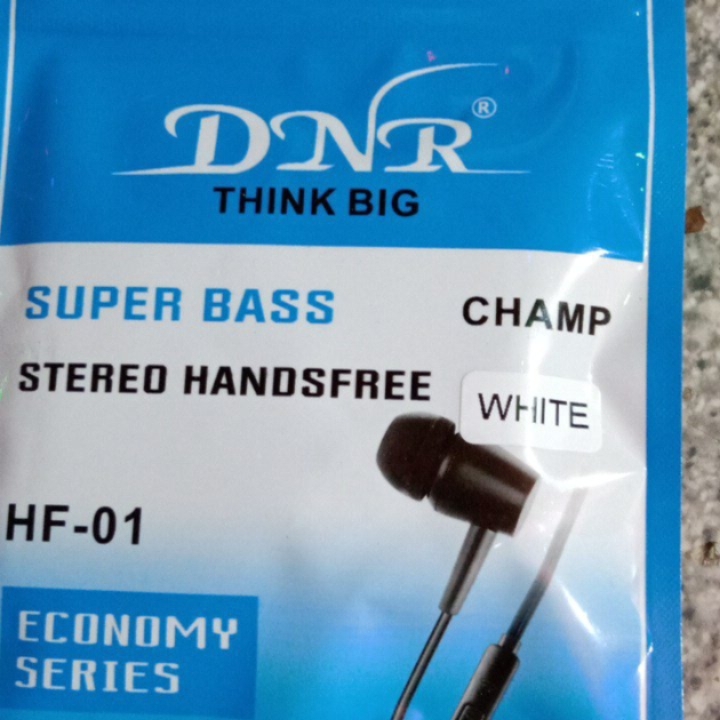 DNR®
THINK BIG
SUPER BASS
CHAMP
STEREO HANDSFREE
WHITE
HF-01
ECONOMY
SERIES